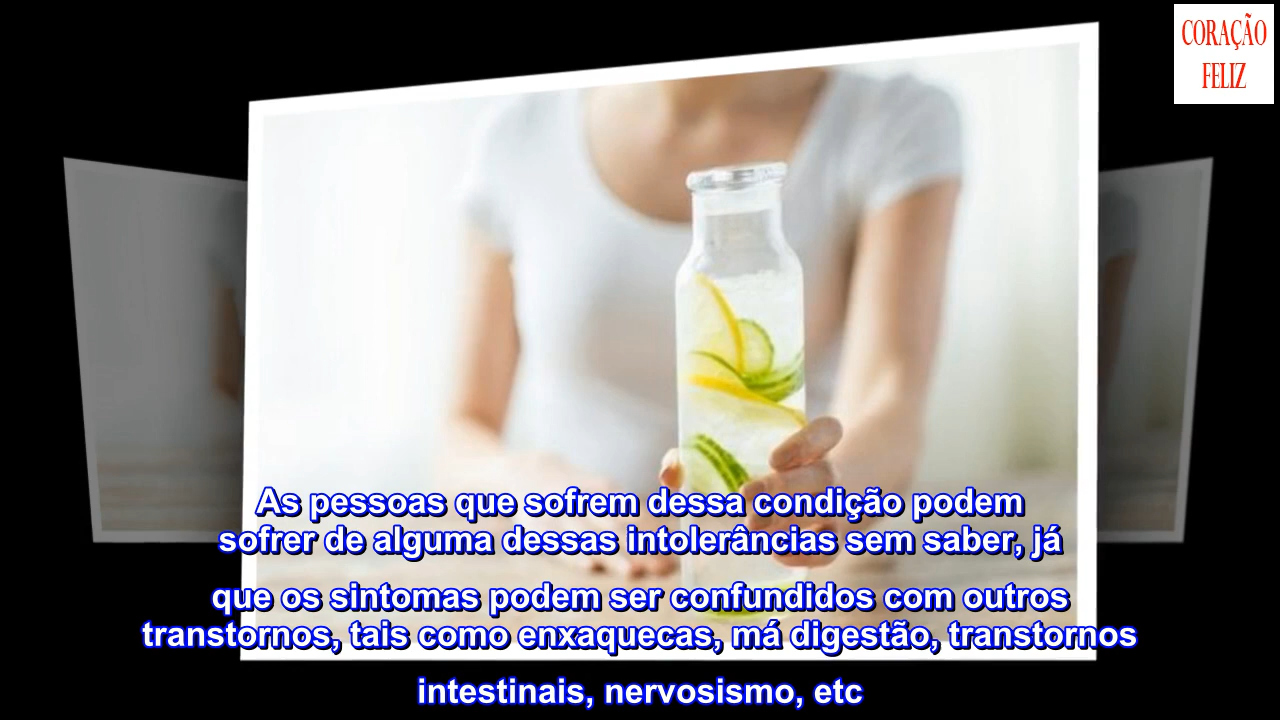 CORAÇÃO
FELIZ
As pessoas que sofrem dessa condição podem
sofrer de alguma dessas intolerâncias sem saber, já
que os sintomas podem ser confundidos com outros
transtornos, tais como enxaquecas, má digestão, transtornos
intestinais, nervosismo, etc